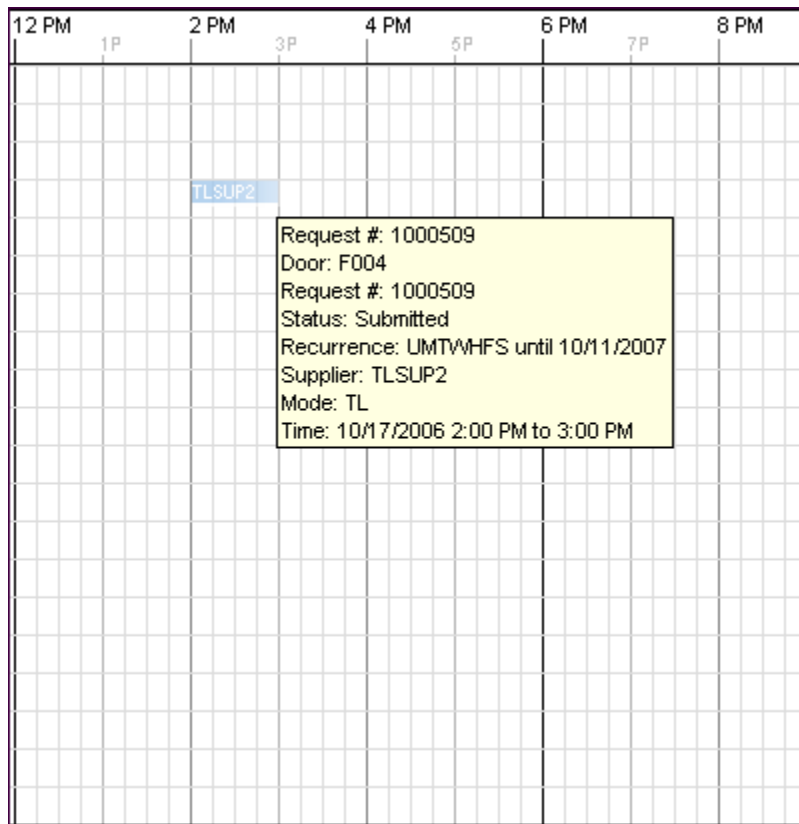 12 PM 2 PM 4 PM 6 PM 8 PM
1P 3P 5P 7P
TLSUP2
Request #: 1000509
Door: F004
Request #: 1000509
Status: Submitted
Recurrence: UMTWHFS until 10/11/2007
Supplier: TLSUP2
Mode: TL
Time: 10/17/2006 2:00 PM to 3:00 PM